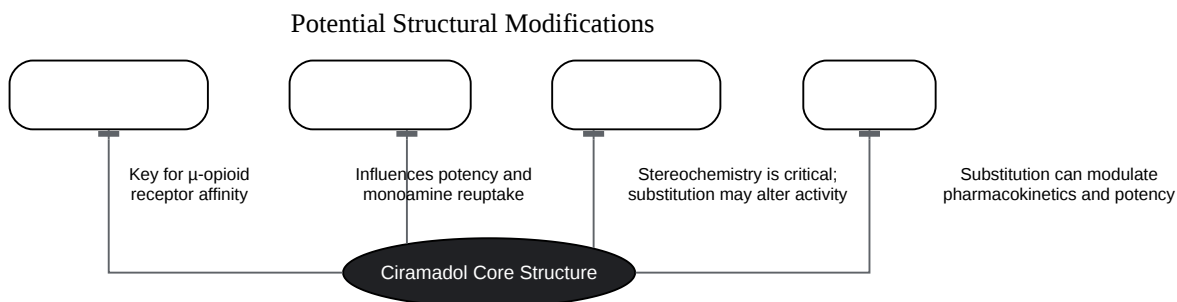 Potential Structural Modifications
Key for µ-opioid
receptor affinity
Influences potency and
monoamine reuptake
Stereochemistry is critical;
substitution may alter activity
Substitution can modulate
pharmacokinetics and potency
Ciramadol Core Structure